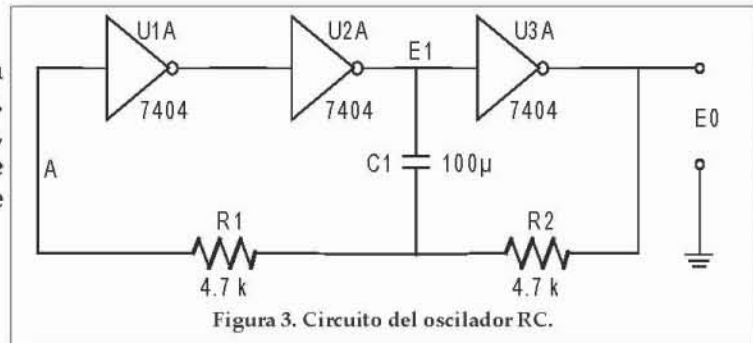 U1A U2A E1 U3A
7404 7404 7404
E0
A C1 100µ
R1 R2
4.7 k 4.7 k
Figura 3. Circuito del oscilador RC.